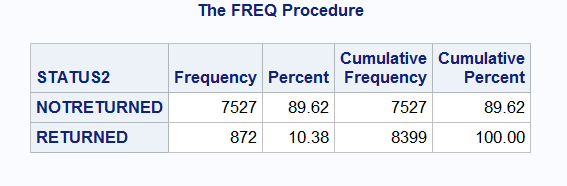 The FREQ Procedure
Cumulative Cumulative
STATUS2 Frequency Percent Frequency Percent
NOTRETURNED 7527 89.62 7527 89.62
RETURNED 872 10.38 8399 100.00